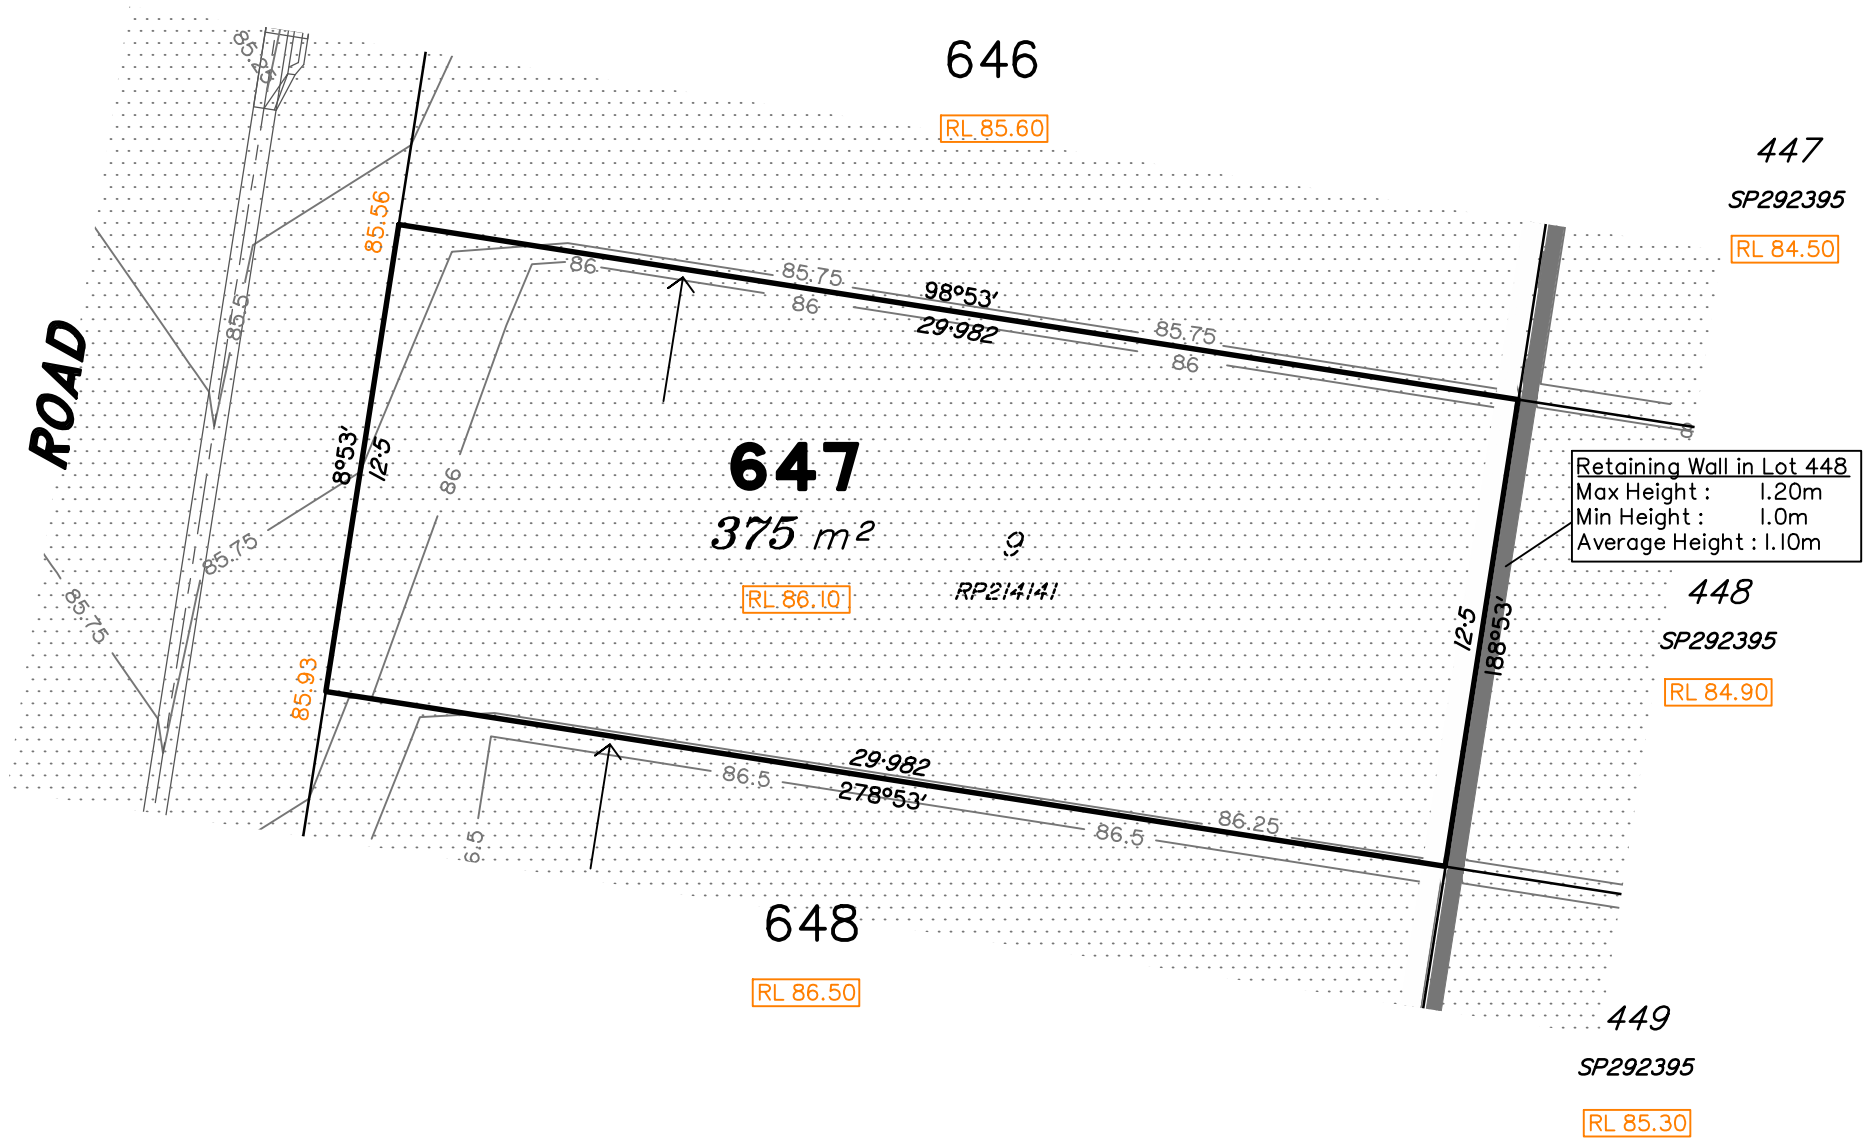 646
RL 85.60
447
SP292395
RL 84.50
85.25
85.56
85.5
ROAD
86
85.75
86
98°53'
29·982
85.75
86
8
8°53'
12·5
86
647
375 m²
RL 86.10
9
RP214141
Retaining Wall in Lot 448
Max Height : 1.20m
Min Height : 1.0m
Average Height : 1.10m
448
SP292395
RL 84.90
12·5
188°53'
85.75
85.75
85.93
29·982
278°53'
86.5
86.5
86.25
6.5
648
RL 86.50
449
SP292395
RL 85.30